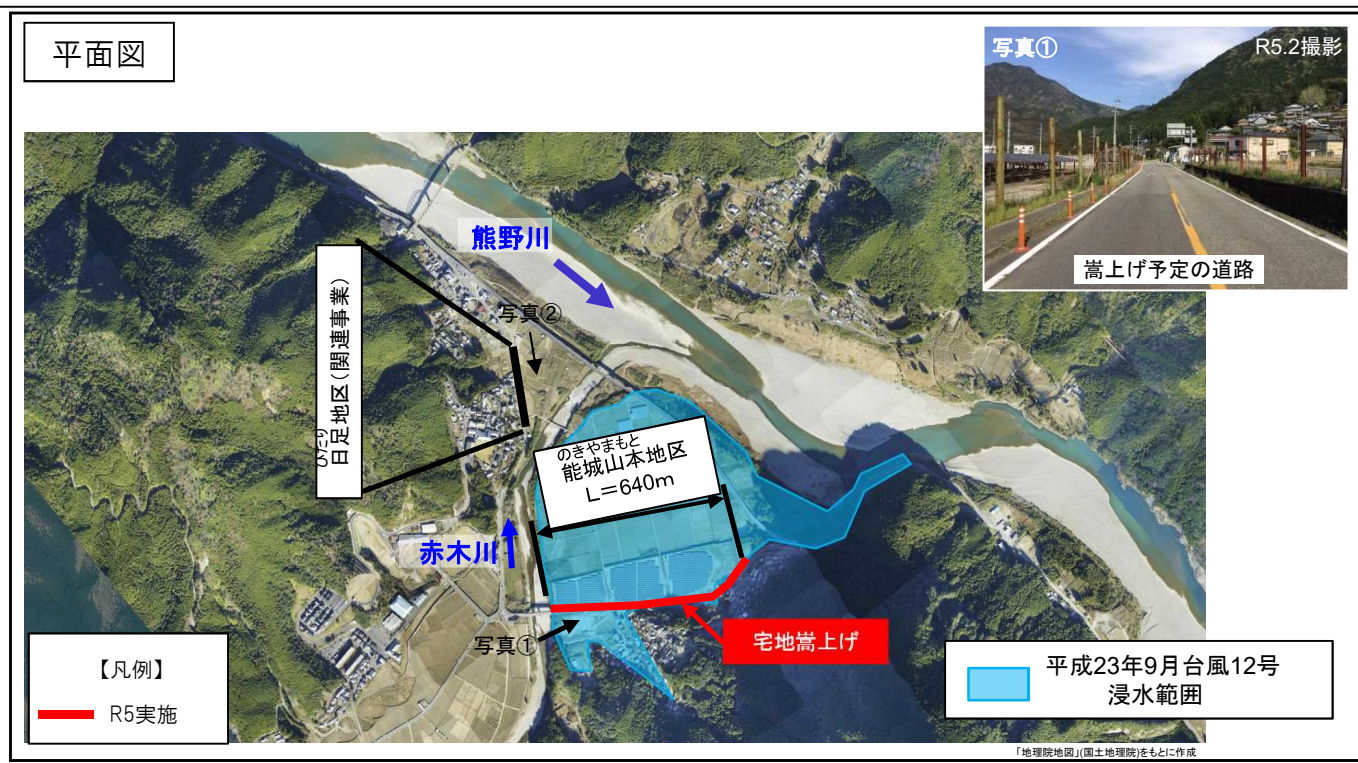 平面図
写真①
R5.2撮影
嵩上げ予定の道路
熊野川
写真②
ひたり
日足地区(関連事業)
のきやまもと
能城山本地区
L=640m
赤木川
写真①
宅地嵩上げ
【凡例】
R5実施
平成23年9月台風12号
浸水範囲
「地理院地図」(国土地理院)をもとに作成